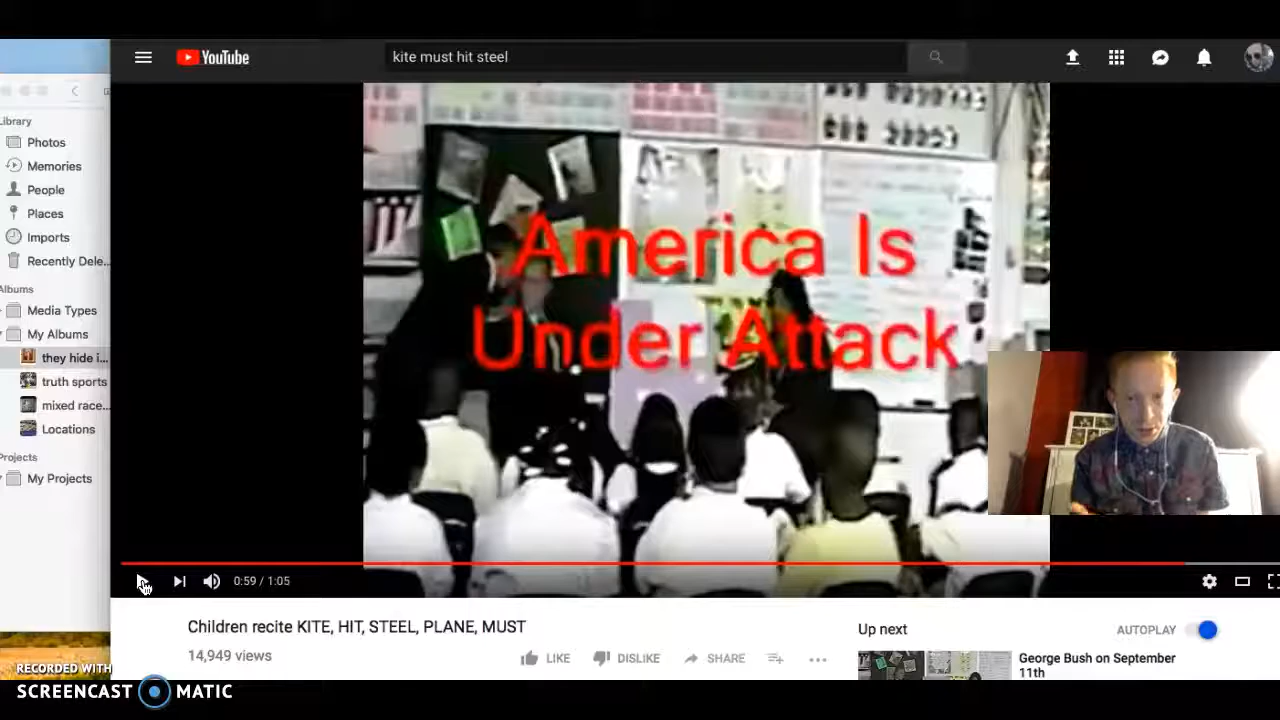 YouTube
kite must hit steel
Library
Photos
Memories
People
Places
Imports
Recently Dele...
Albums
Media Types
My Albums
they hide i...
truth sports
mixed race...
Locations
Projects
My Projects
America Is
Under Attack
0:59 / 1:05
Children recite KITE, HIT, STEEL, PLANE, MUST
14,949 views
LIKE
DISLIKE
SHARE
Up next
AUTOPLAY
George Bush on September
11th
RECORDED WITH
SCREENCAST MATIC